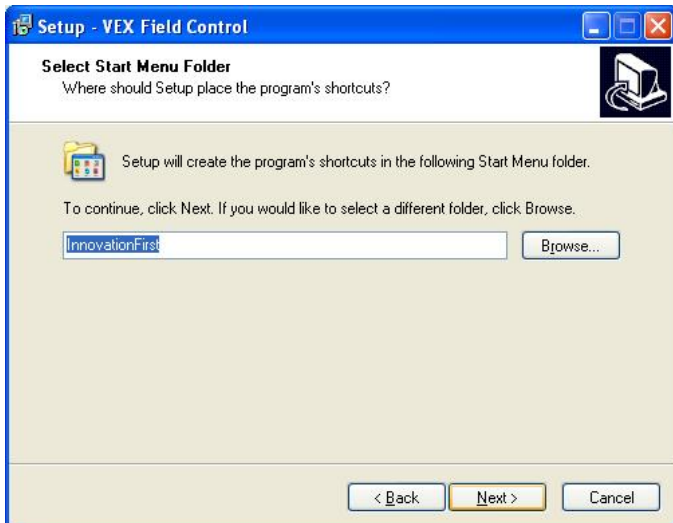 Setup - VEX Field Control
Select Start Menu Folder
Where should Setup place the program's shortcuts?
Setup will create the program's shortcuts in the following Start Menu folder.
To continue, click Next. If you would like to select a different folder, click Browse.
InnovationFirst
Browse...
< Back
Next >
Cancel